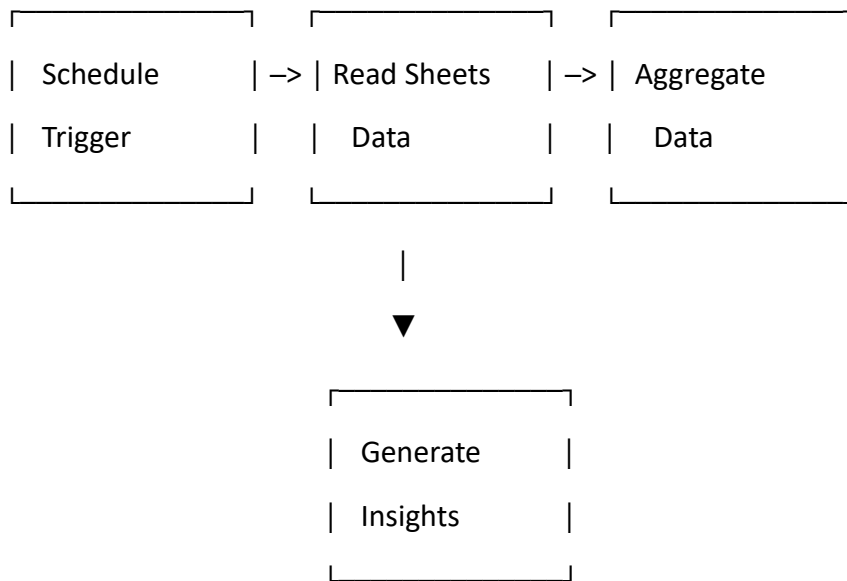 Schedule –> Read Sheets –> Aggregate
Trigger Data Data
Generate
Insights